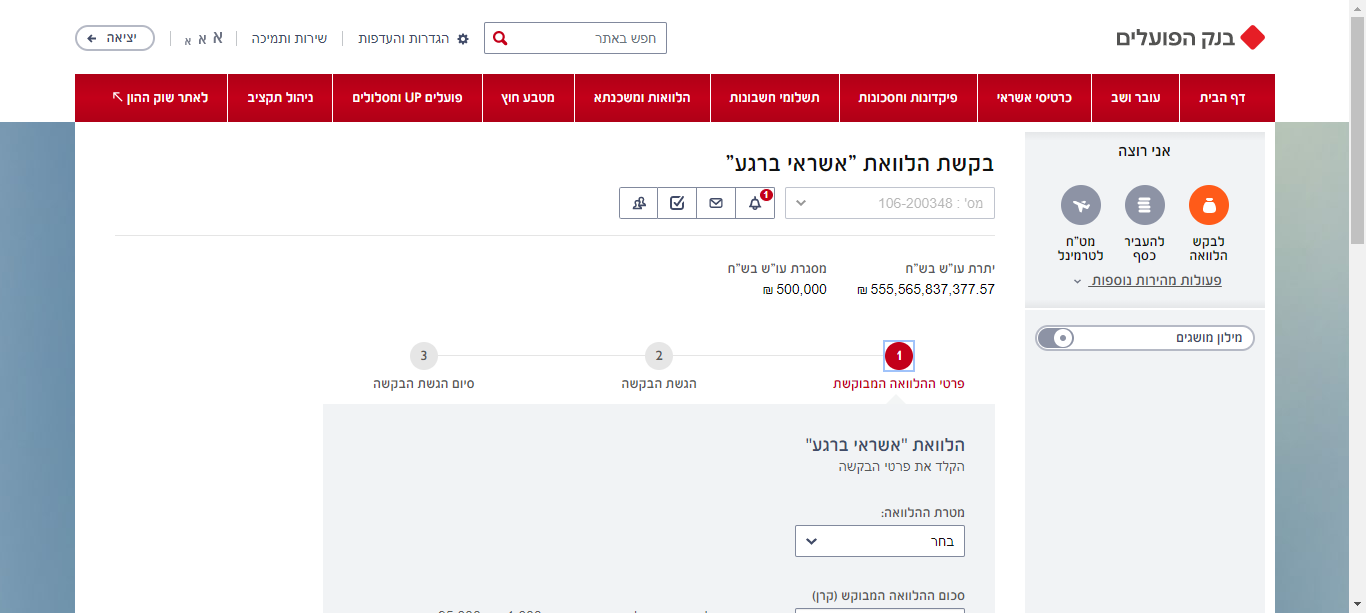 בנק הפועלים
חפש באתר
הגדרות והעדפות
שירות ותמיכה
א א א
יציאה
דף הבית
עובר ושב
כרטיסי אשראי
פיקדונות וחסכונות
תשלומי חשבונות
הלוואות ומשכנתא
מטבע חוץ
פועלים UP ומסלולים
ניהול תקציב
לאתר שוק ההון
אני רוצה
לבקש
הלוואה
להעביר
כסף
מט"ח
לטרמינל
פעולות מהירות נוספות
מילון מושגים
בקשת הלוואת "אשראי ברגע"
מס' : 106-200348
1
יתרת עו"ש בש"ח
₪ 555,565,837,377.57
מסגרת עו"ש בש"ח
₪ 500,000
1
פרטי ההלוואה המבוקשת
2
הגשת הבקשה
3
סיום הגשת הבקשה
הלוואת "אשראי ברגע"
הקלד את פרטי הבקשה
מטרת ההלוואה:
בחר
סכום ההלוואה המבוקש (קרן)